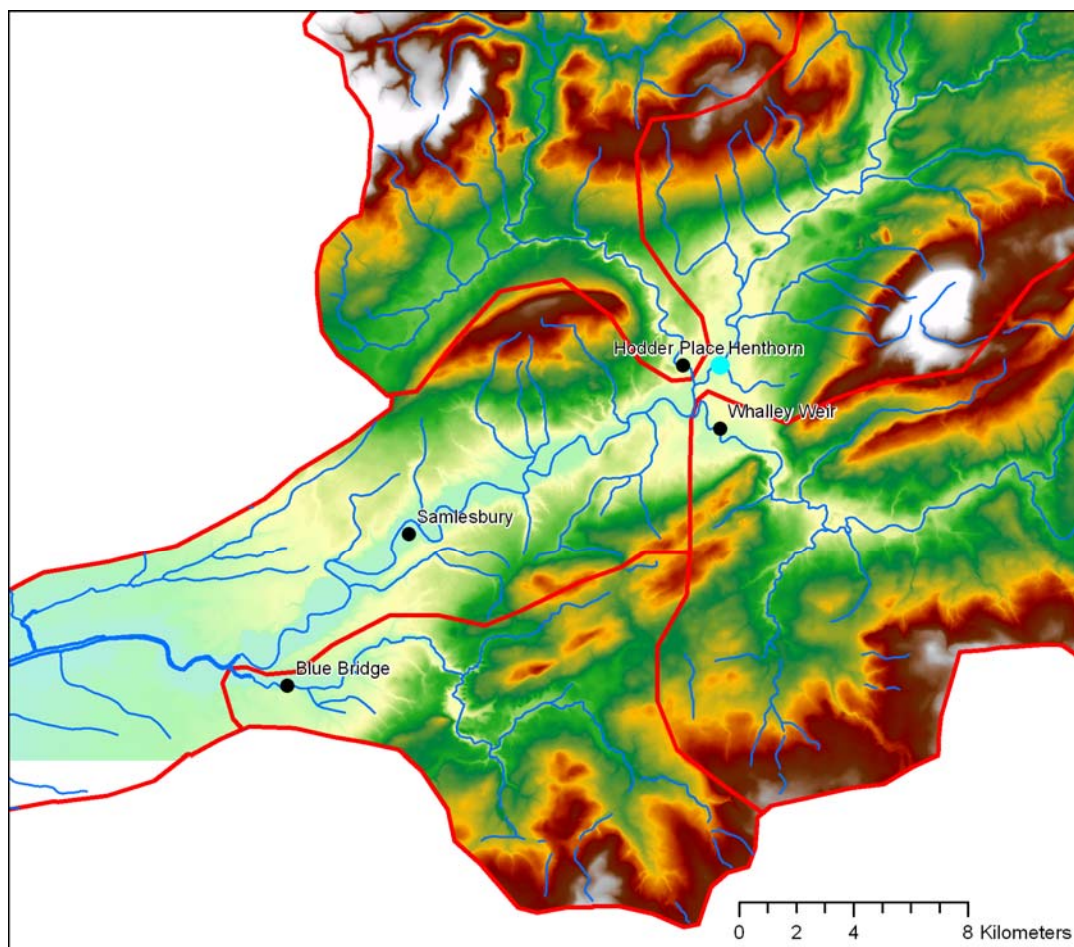 Hodder Place
Henthorn
Whalley Weir
Samlesbury
Blue Bridge
0 2 4 8 Kilometers